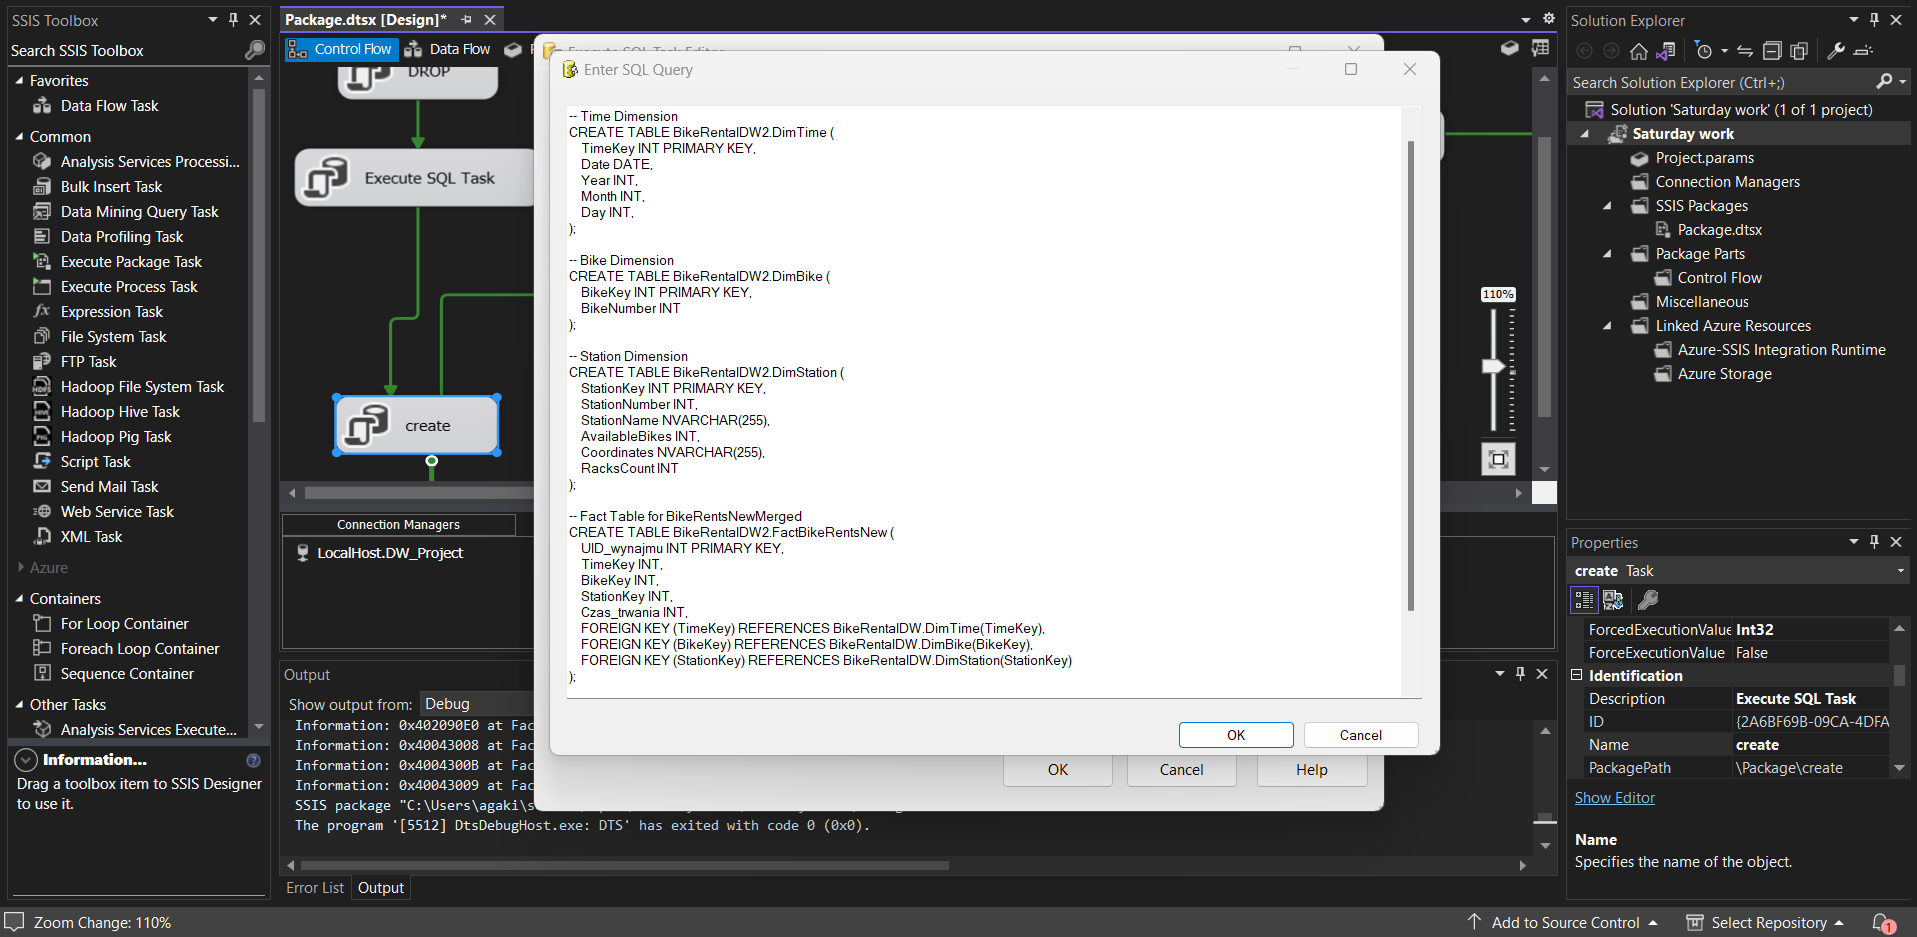 SSIS Toolbox
Search SSIS Toolbox
Favorites
Data Flow Task
Common
Analysis Services Processi...
Bulk Insert Task
Data Mining Query Task
Data Profiling Task
Execute Package Task
Execute Process Task
Expression Task
File System Task
FTP Task
Hadoop File System Task
Hadoop Hive Task
Hadoop Pig Task
Script Task
Send Mail Task
Web Service Task
XML Task
Azure
Containers
For Loop Container
Foreach Loop Container
Sequence Container
Other Tasks
Analysis Services Execute...
Information...
Drag a toolbox item to SSIS Designer
to use it.
Package.dtsx [Design]*
Control Flow
Data Flow
DROP
Execute SQL Task
create
110%
Connection Managers
LocalHost.DW_Project
Execute SQL Task Editor
Enter SQL Query
-- Time Dimension
CREATE TABLE BikeRentalDW2.DimTime (
TimeKey INT PRIMARY KEY,
Date DATE,
Year INT,
Month INT,
Day INT,
);
-- Bike Dimension
CREATE TABLE BikeRentalDW2.DimBike (
BikeKey INT PRIMARY KEY,
BikeNumber INT
);
-- Station Dimension
CREATE TABLE BikeRentalDW2.DimStation (
StationKey INT PRIMARY KEY,
StationNumber INT,
StationName NVARCHAR(255),
AvailableBikes INT,
Coordinates NVARCHAR(255),
RacksCount INT
);
-- Fact Table for BikeRentsNewMerged
CREATE TABLE BikeRentalDW2.FactBikeRentsNew (
UID_wynajmu INT PRIMARY KEY,
TimeKey INT,
BikeKey INT,
StationKey INT,
Czas_trwania INT,
FOREIGN KEY (TimeKey) REFERENCES BikeRentalDW.DimTime(TimeKey),
FOREIGN KEY (BikeKey) REFERENCES BikeRentalDW.DimBike(BikeKey),
FOREIGN KEY (StationKey) REFERENCES BikeRentalDW.DimStation(StationKey)
);
OK
Cancel
OK
Cancel
Help
Output
Show output from: Debug
Information: 0x402090E0 at Fac
Information: 0x40043008 at Fac
Information: 0x4004300B at Fac
Information: 0x40043009 at Fac
SSIS package "C:\Users\agaki\s
The program '[5512] DtsDebugHost.exe: DTS' has exited with code 0 (0x0).
Error List
Output
Solution Explorer
Search Solution Explorer (Ctrl+;)
Solution 'Saturday work' (1 of 1 project)
Saturday work
Project.params
Connection Managers
SSIS Packages
Package.dtsx
Package Parts
Control Flow
Miscellaneous
Linked Azure Resources
Azure-SSIS Integration Runtime
Azure Storage
Properties
create Task
ForcedExecutionValue Int32
ForceExecutionValue False
Identification
Description Execute SQL Task
ID {2A6BF69B-09CA-4DFA
Name create
PackagePath \Package\create
Show Editor
Name
Specifies the name of the object.
Zoom Change: 110%
Add to Source Control
Select Repository
1